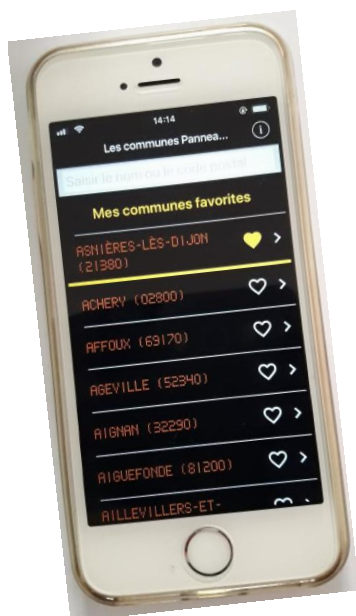 14:14
Les communes Pannea...
Saisir le nom ou le code postal
Mes communes favorites
ASNIÈRES-LÈS-DIJON
(21380)
ACHERY (02800)
AFFOUX (69170)
AGEVILLE (52340)
AIGNAN (32290)
AIGUEFONDE (81200)
AILLEVILLERS-ET-